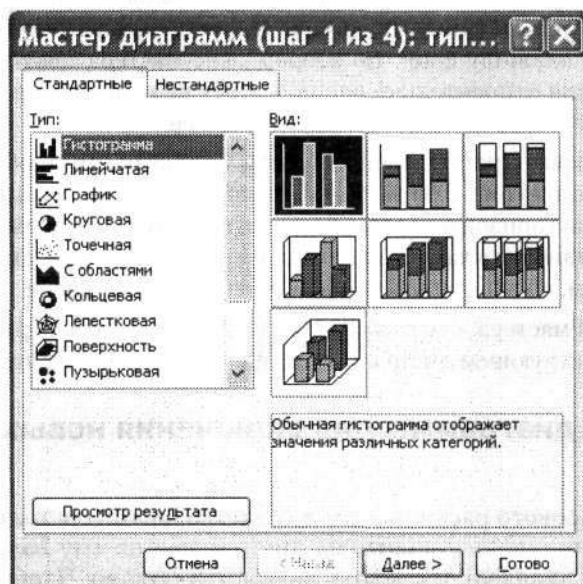 Мастер диаграмм (шаг 1 из 4): тип...
Стандартные Нестандартные
Тип:
Вид:
Гистограмма
Линейчатая
График
Круговая
Точечная
С областями
Кольцевая
Лепестковая
Поверхность
Пузырьковая
Обычная гистограмма отображает
значения различных категорий.
Просмотр результата
Отмена < Назад Далее > Готово